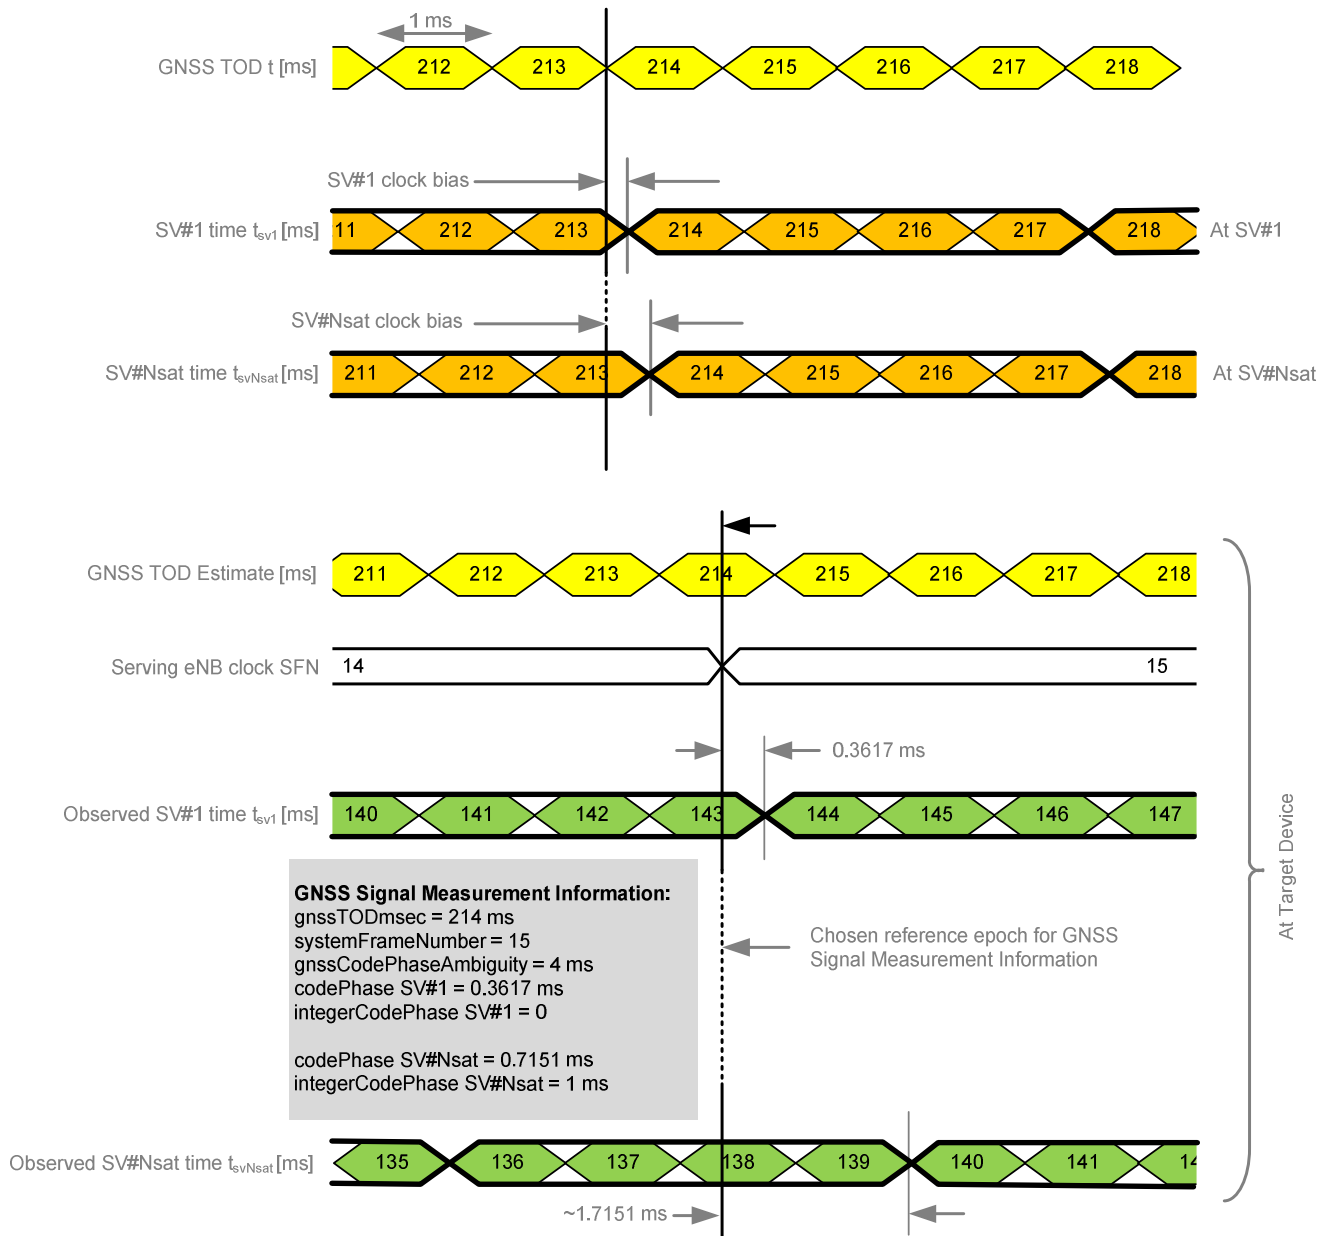 1 ms
GNSS TOD t [ms] 212 213 214 215 216 217 218
SV#1 clock bias
SV#1 time tsv1 [ms] 11 212 213 214 215 216 217 218 At SV#1
SV#Nsat clock bias
SV#Nsat time tsvNsat [ms] 211 212 213 214 215 216 217 218 At SV#Nsat
GNSS TOD Estimate [ms] 211 212 213 214 215 216 217 218
Serving eNB clock SFN 14 15
0.3617 ms
Observed SV#1 time tsv1 [ms] 140 141 142 143 144 145 146 147
At Target Device
GNSS Signal Measurement Information:
gnssTODmsec = 214 ms
systemFrameNumber = 15
gnssCodePhaseAmbiguity = 4 ms
codePhase SV#1 = 0.3617 ms
integerCodePhase SV#1 = 0
codePhase SV#Nsat = 0.7151 ms
integerCodePhase SV#Nsat = 1 ms
Chosen reference epoch for GNSS
Signal Measurement Information
Observed SV#Nsat time tsvNsat [ms] 135 136 137 138 139 140 141 14
~1.7151 ms